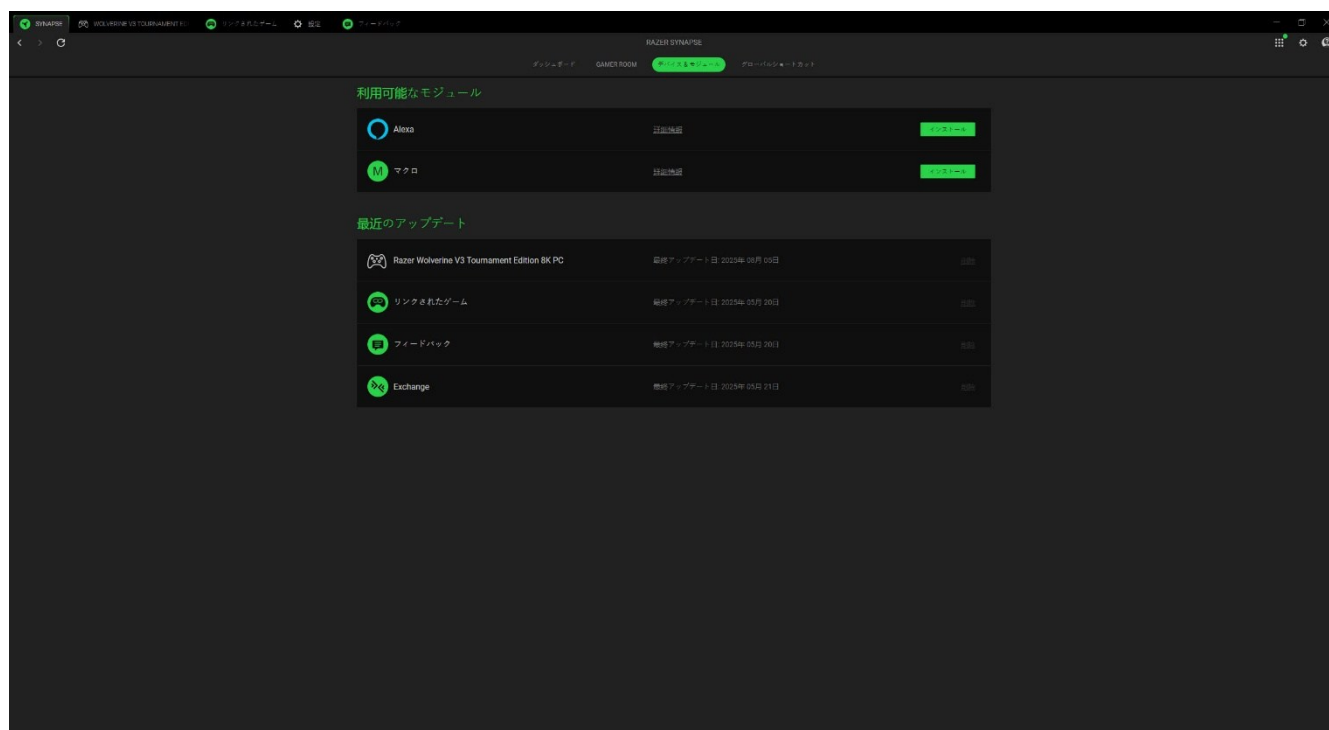 SYNAPSE
WOLVERINE V3 TOURNAMENT EDI
リンクされたゲーム
設定
フィードバック
RAZER SYNAPSE
ダッシュボード
GAMER ROOM
デバイス & モジュール
グローバルショートカット
利用可能なモジュール
Alexa
詳細情報
インストール
M
マクロ
詳細情報
インストール
最近のアップデート
Razer Wolverine V3 Tournament Edition 8K PC
最終アップデート日: 2025年 06月 05日
リンクされたゲーム
最終アップデート日: 2025年 05月 20日
フィードバック
最終アップデート日: 2025年 05月 20日
Exchange
最終アップデート日: 2025年 05月 21日